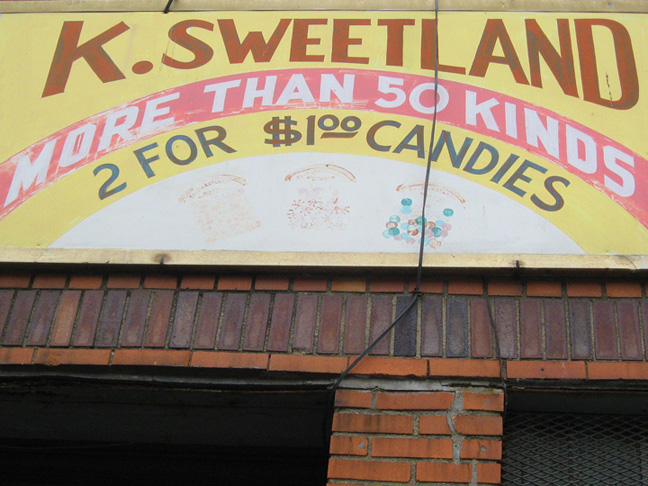 K. SWEETLAND
MORE THAN 50 KINDS
2 FOR $1.00 CANDIES